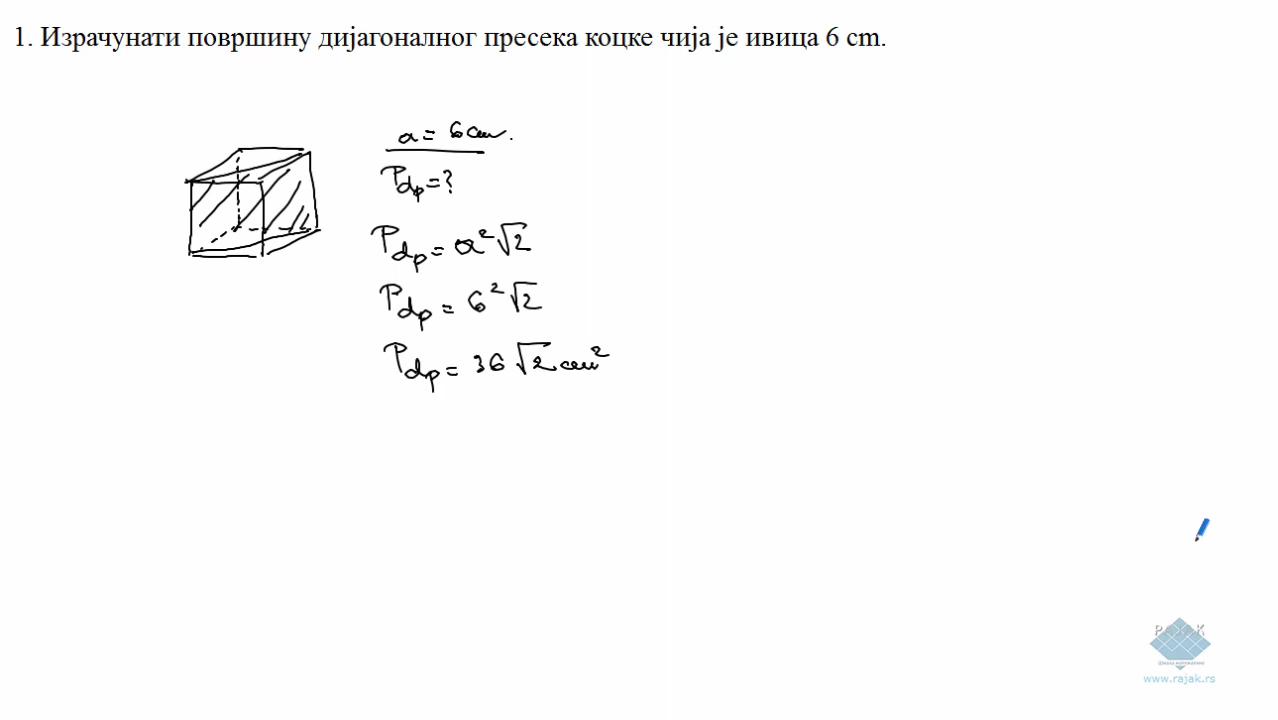 1. Израчунати површину дијагоналног пресека коцке чија је ивица 6 cm.
a = 6cm.
Pdp = ?
Pdp = a²√2
Pdp = 6²√2
Pdp = 36√2 cm²
РАЈАК
www.rajak.rs